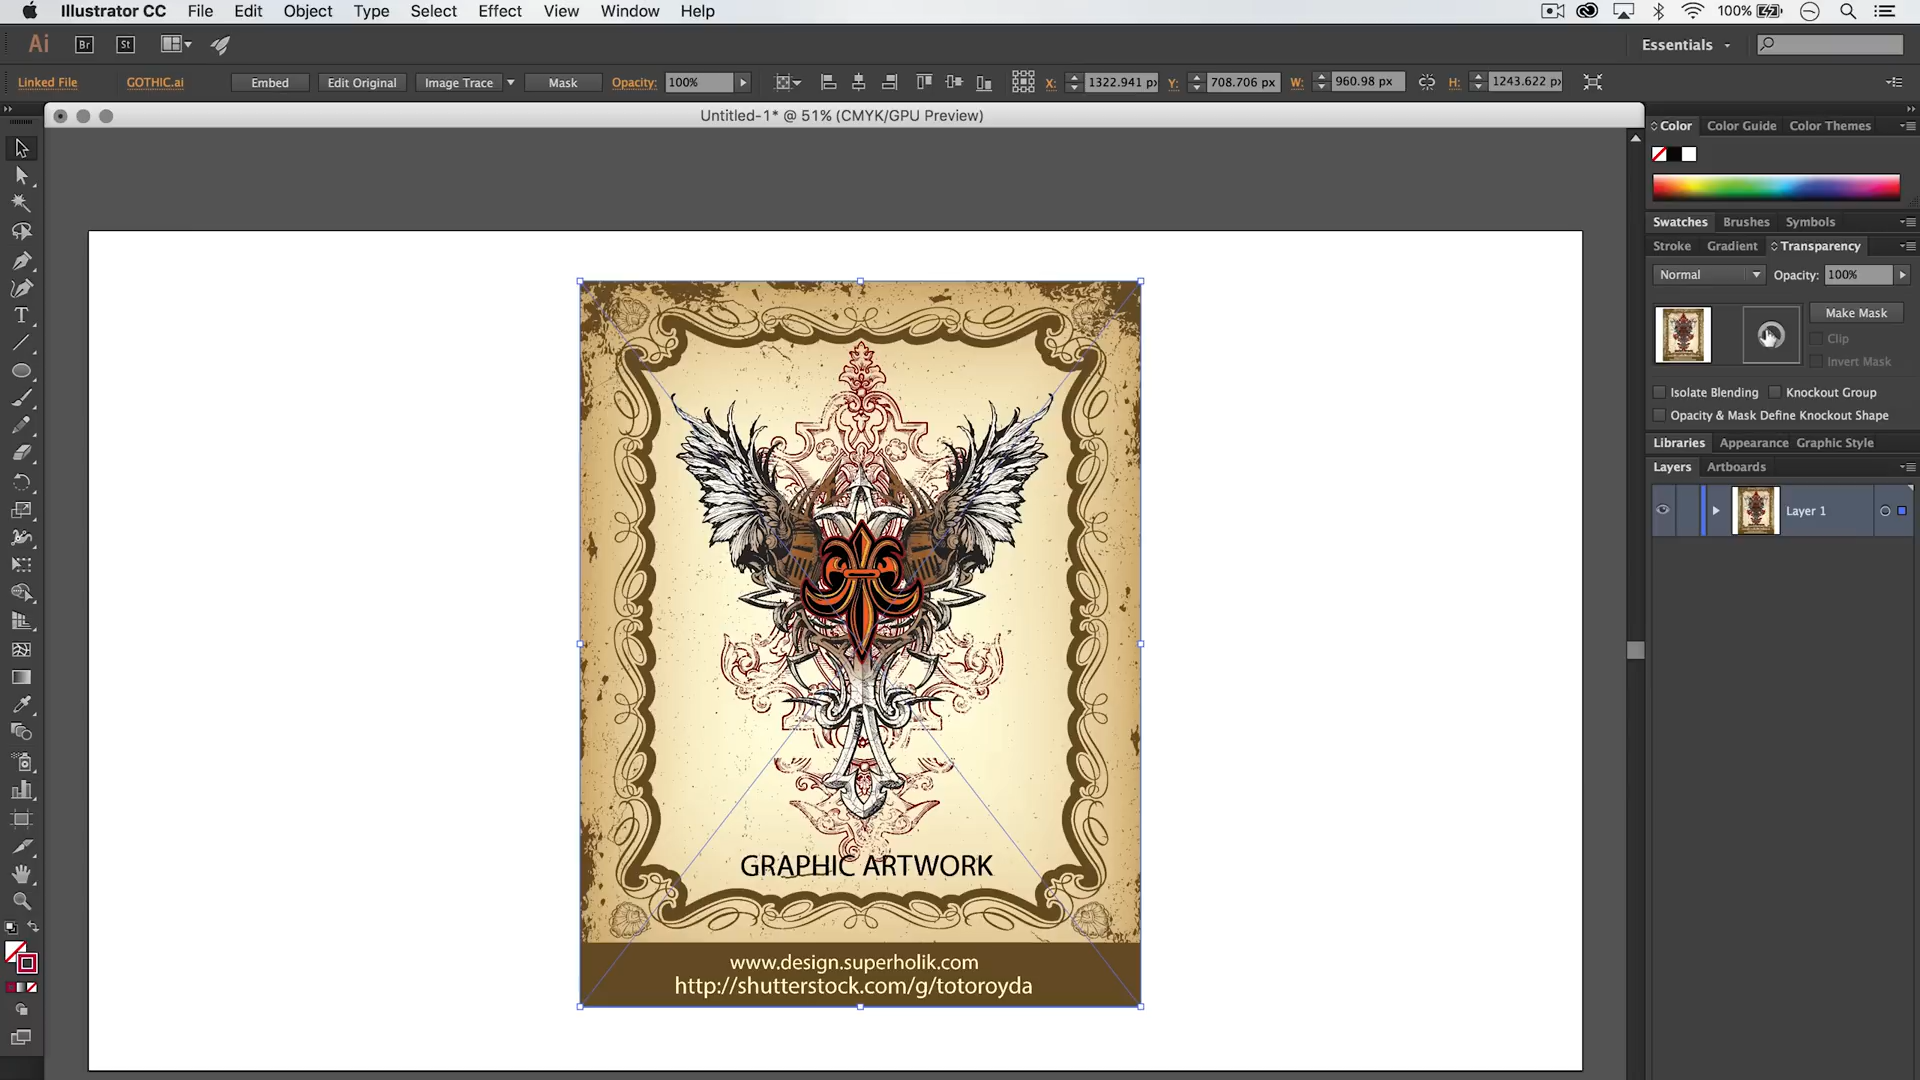 Illustrator CC File Edit Object Type Select Effect View Window Help 100%
Ai Br St Essentials
Linked File GOTHIC.ai Embed Edit Original Image Trace Mask Opacity: 100% X: 1322.941 px Y: 708.706 px W: 960.98 px H: 1243.622 px
Untitled-1* @ 51% (CMYK/GPU Preview)
Color Color Guide Color Themes
Swatches Brushes Symbols
Stroke Gradient Transparency
Normal Opacity: 100%
Make Mask
Clip
Invert Mask
Isolate Blending Knockout Group
Opacity & Mask Define Knockout Shape
Libraries Appearance Graphic Style
Layers Artboards
Layer 1
GRAPHIC ARTWORK
www.design.superholik.com
http://shutterstock.com/g/totoroyda